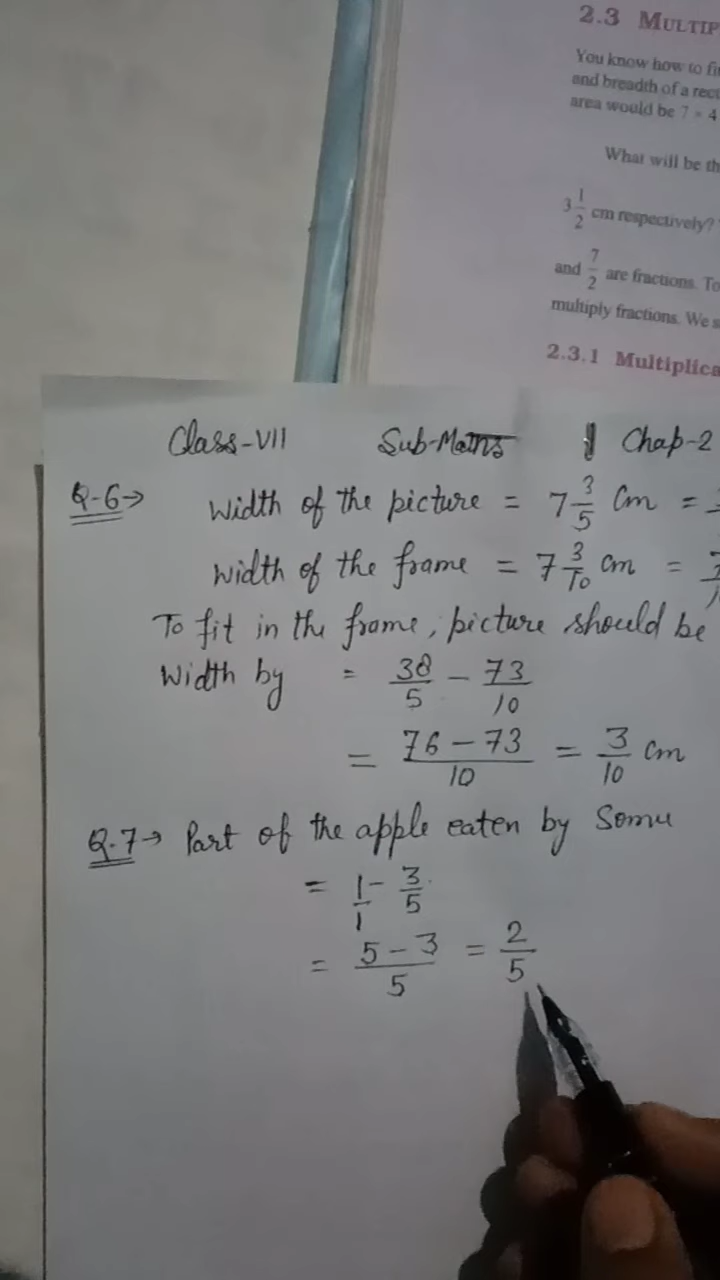 2.3 MULTIP
You know how to fi
and breadth of a rect
area would be 7 × 4
What will be th
3 1/2 cm respectively?
and 7/2 are fractions. To
multiply fractions. We s
2.3.1 Multiplica
Class-VII Sub-Maths Chap-2
Q-6→ Width of the picture = 7 3/5 cm =
Width of the frame = 7 3/10 cm =
To fit in the frame, picture should be
Width by = 38/5 - 73/10
= 76-73/10 = 3/10 cm
Q.7→ Part of the apple eaten by Somu
= 1/1 - 3/5
= 5-3/5 = 2/5